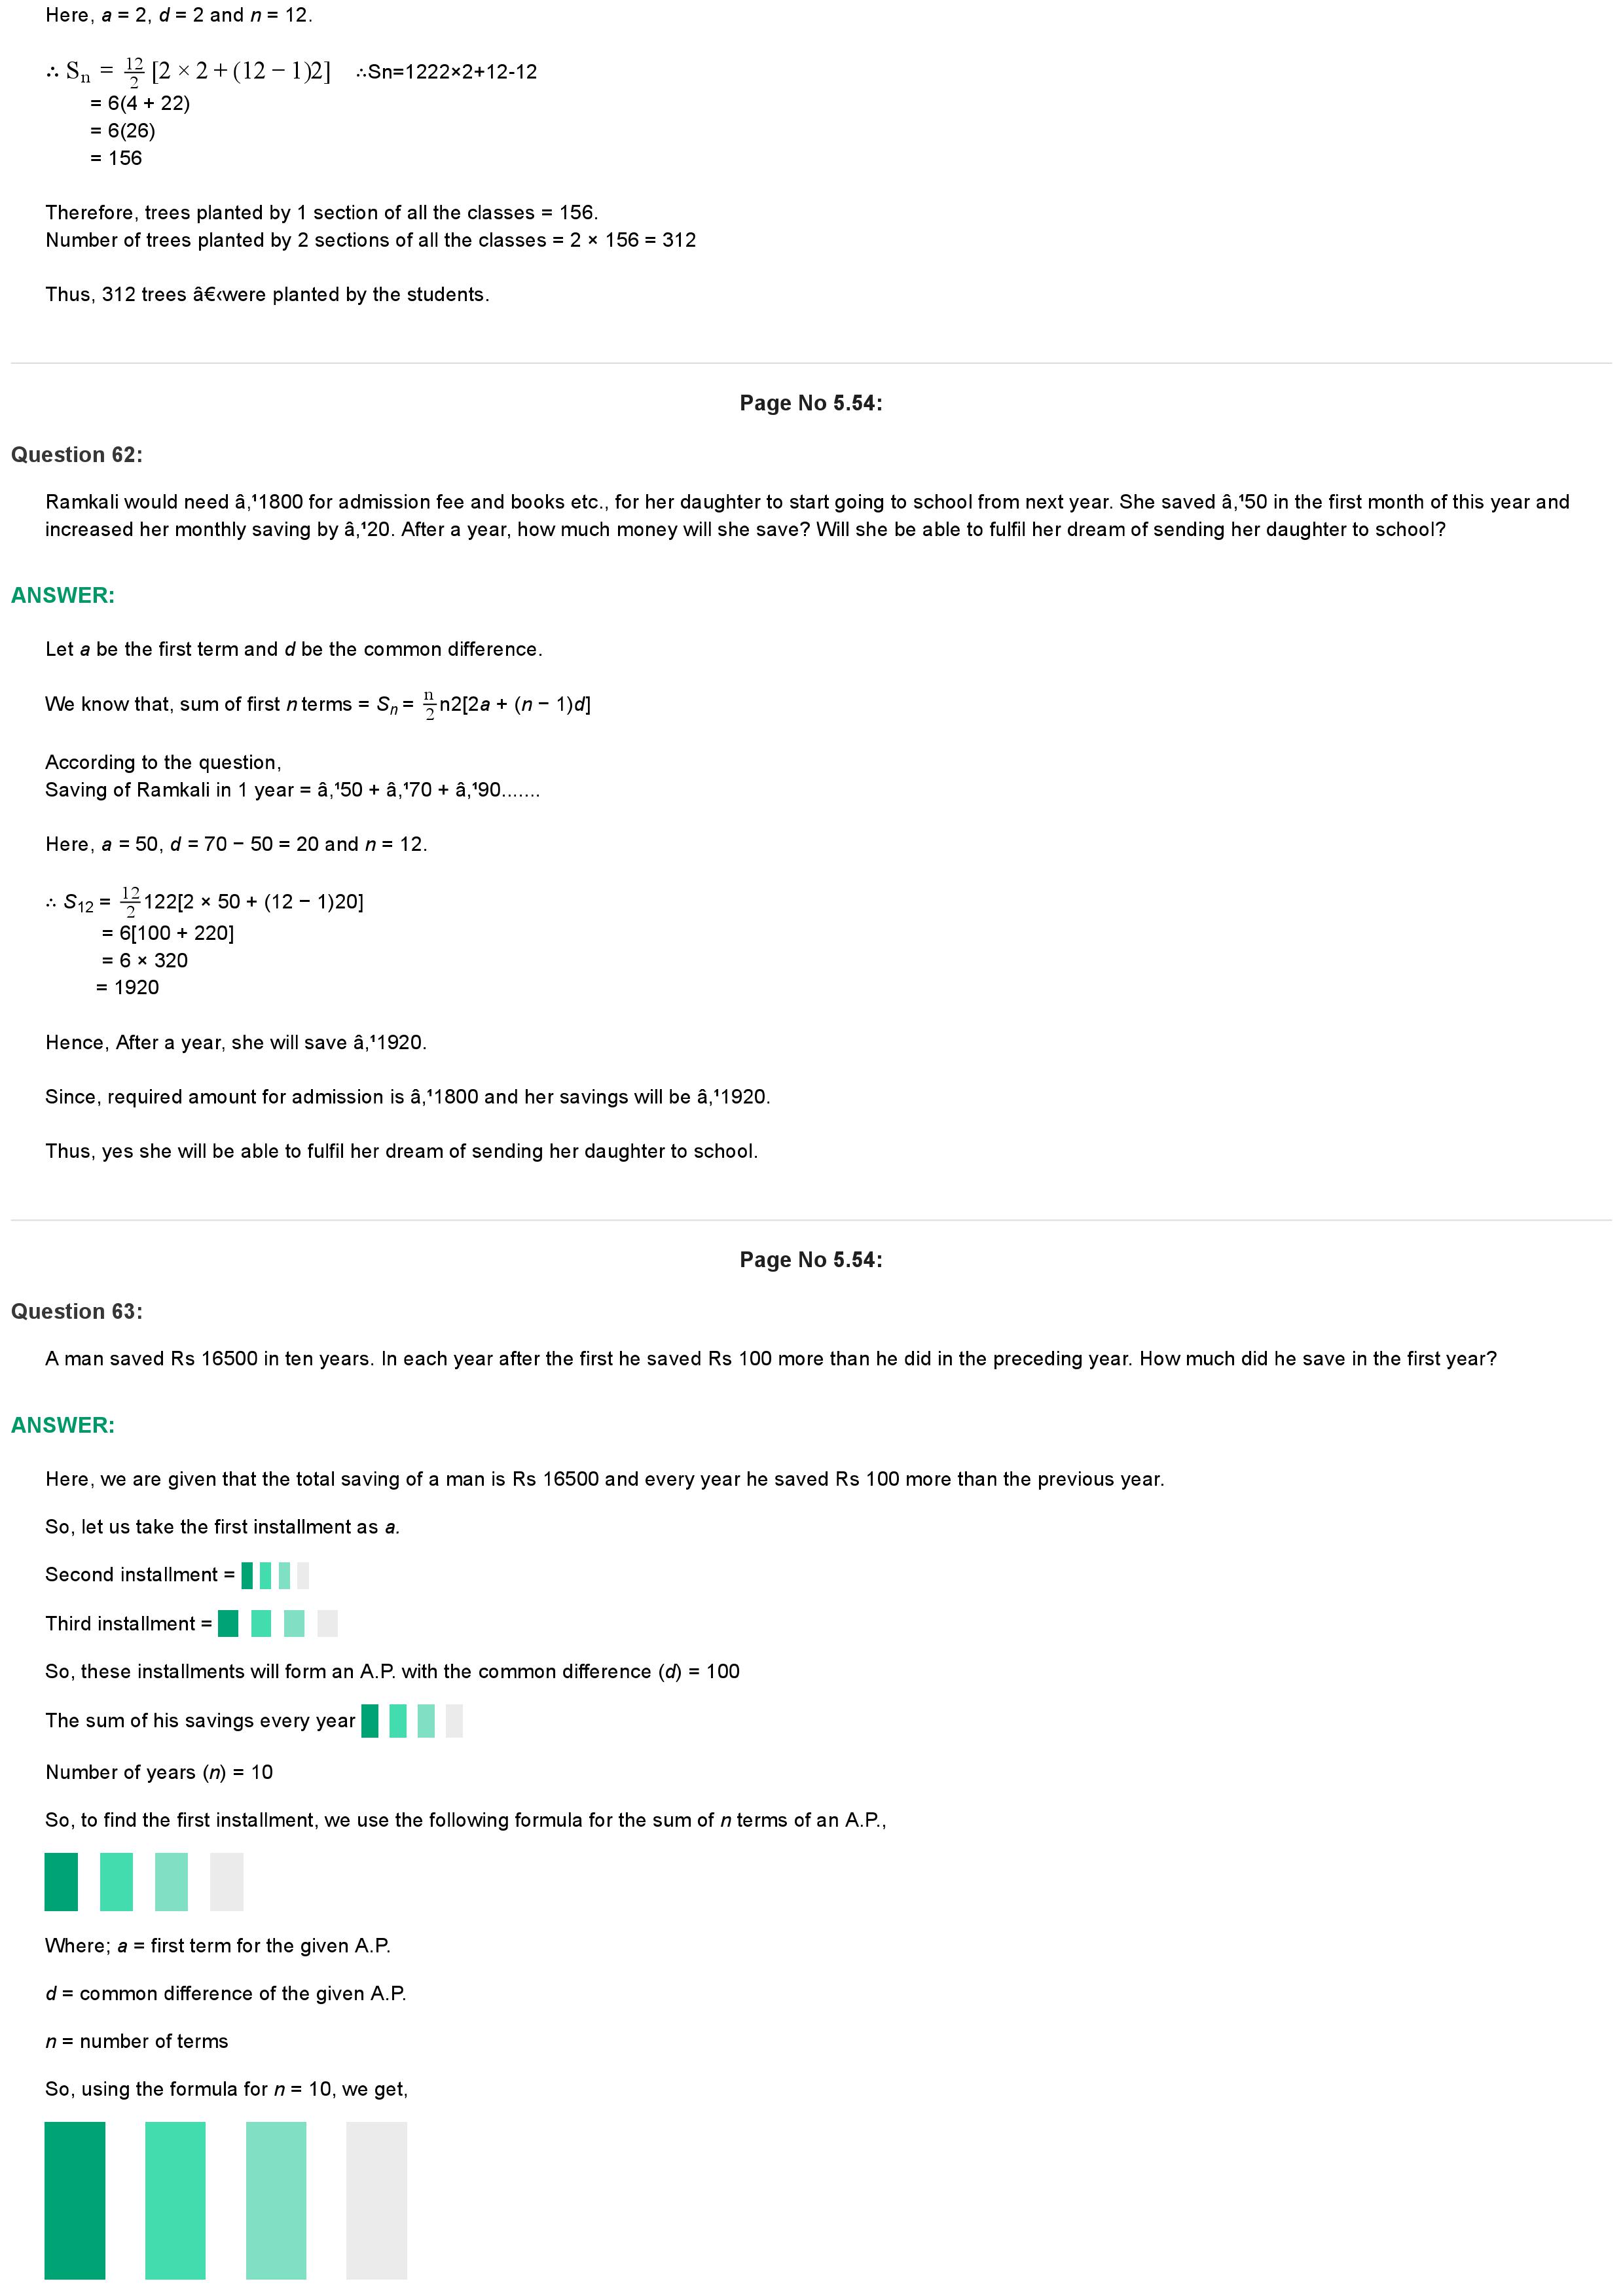 Here, a = 2, d = 2 and n = 12.
∴ Sn = 12/2 [2 × 2 + (12 − 1)2] ∴Sn=1222×2+12-12
= 6(4 + 22)
= 6(26)
= 156
Therefore, trees planted by 1 section of all the classes = 156.
Number of trees planted by 2 sections of all the classes = 2 × 156 = 312
Thus, 312 trees â€‹were planted by the students.
Page No 5.54:
Question 62:
Ramkali would need â‚¹1800 for admission fee and books etc., for her daughter to start going to school from next year. She saved â‚¹50 in the first month of this year and
increased her monthly saving by â‚¹20. After a year, how much money will she save? Will she be able to fulfil her dream of sending her daughter to school?
ANSWER:
Let a be the first term and d be the common difference.
We know that, sum of first n terms = Sn = n/2 n2[2a + (n − 1)d]
According to the question,
Saving of Ramkali in 1 year = â‚¹50 + â‚¹70 + â‚¹90.......
Here, a = 50, d = 70 − 50 = 20 and n = 12.
∴ S12 = 12/2 122[2 × 50 + (12 − 1)20]
= 6[100 + 220]
= 6 × 320
= 1920
Hence, After a year, she will save â‚¹1920.
Since, required amount for admission is â‚¹1800 and her savings will be â‚¹1920.
Thus, yes she will be able to fulfil her dream of sending her daughter to school.
Page No 5.54:
Question 63:
A man saved Rs 16500 in ten years. In each year after the first he saved Rs 100 more than he did in the preceding year. How much did he save in the first year?
ANSWER:
Here, we are given that the total saving of a man is Rs 16500 and every year he saved Rs 100 more than the previous year.
So, let us take the first installment as a.
Second installment =
Third installment =
So, these installments will form an A.P. with the common difference (d) = 100
The sum of his savings every year
Number of years (n) = 10
So, to find the first installment, we use the following formula for the sum of n terms of an A.P.,
Where; a = first term for the given A.P.
d = common difference of the given A.P.
n = number of terms
So, using the formula for n = 10, we get,